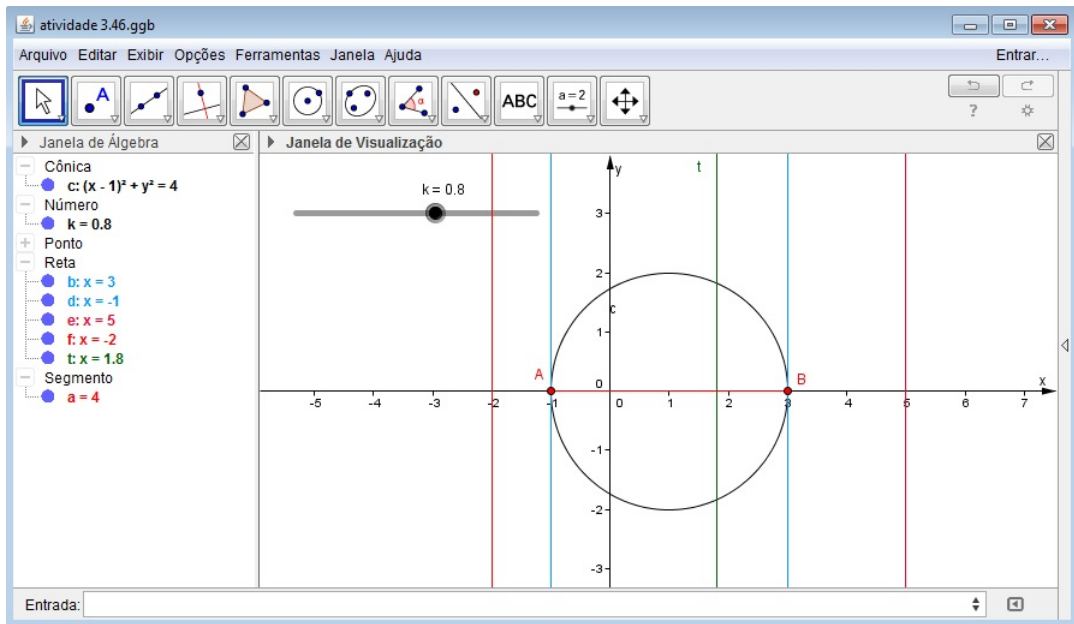 atividade 3.46.ggb
Arquivo Editar Exibir Opções Ferramentas Janela Ajuda Entrar...
A α ABC a=2 ?
Janela de Álgebra
Cônica
c: (x - 1)² + y² = 4
Número
k = 0.8
Ponto
Reta
b: x = 3
d: x = -1
e: x = 5
f: x = -2
t: x = 1.8
Segmento
a = 4
Janela de Visualização
k = 0.8
y
t
3
2
c
1
A 0 B x
-5 -4 -3 -2 -1 0 1 2 3 4 5 6 7
-1
-2
-3
Entrada: